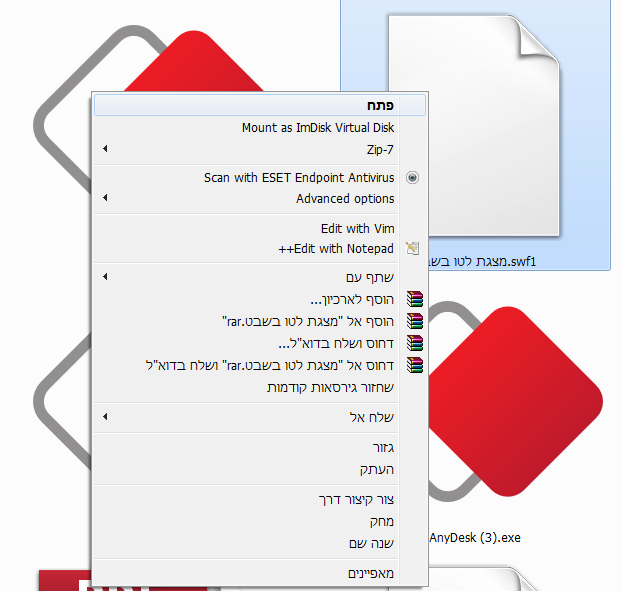 פתח
Mount as ImDisk Virtual Disk
Zip-7
Scan with ESET Endpoint Antivirus
Advanced options
Edit with Vim
++Edit with Notepad
שתף עם
הוסף לארכיון...
הוסף אל "מצגת לטו בשבט.rar"
דחוס ושלח בדוא"ל...
דחוס אל "מצגת לטו בשבט.rar" ושלח בדוא"ל
שחזור גירסאות קודמות
שלח אל
גזור
העתק
צור קיצור דרך
מחק
שנה שם
מאפיינים
מצגת לטו בשב.swf1
AnyDesk (3).exe